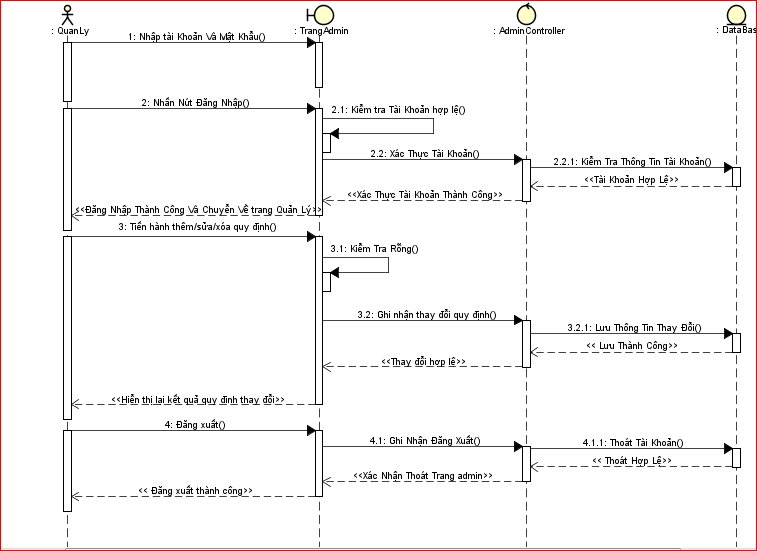 : QuanLy
: TrangAdmin
: AdminController
: DataBas
1: Nhập tài Khoản Và Mật Khẩu()
2: Nhấn Nút Đăng Nhập()
2.1: Kiểm tra Tài Khoản hợp lệ()
2.2: Xác Thực Tài Khoản()
2.2.1: Kiểm Tra Thông Tin Tài Khoản()
<<Tài Khoản Hợp Lệ>>
<<Xác Thực Tài Khoản Thành Công>>
<<Đăng Nhập Thành Công Và Chuyển Về trang Quản Lý>>
3: Tiến hành thêm/sửa/xóa quy định()
3.1: Kiểm Tra Rỗng()
3.2: Ghi nhận thay đổi quy định()
3.2.1: Lưu Thông Tin Thay Đổi()
<< Lưu Thành Công>>
<<Thay đổi hợp lệ>>
<<Hiển thị lại kết quả quy định thay đổi>>
4: Đăng xuất()
4.1: Ghi Nhận Đăng Xuất()
4.1.1: Thoát Tài Khoản()
<< Thoát Hợp Lệ>>
<<Xác Nhận Thoát Trang admin>>
<< Đăng xuất thành công>>